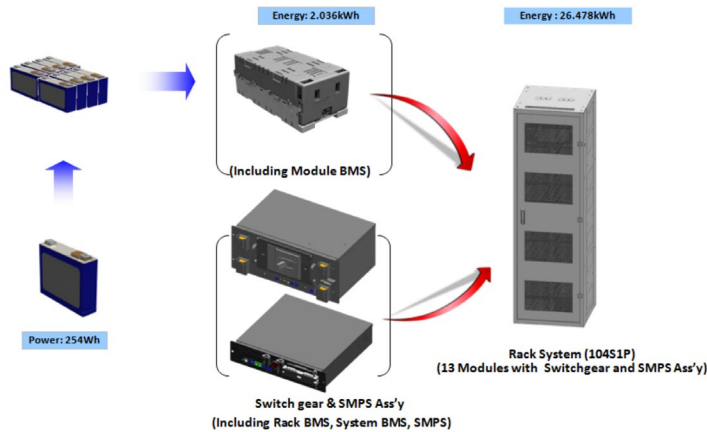 Energy: 2.036kWh
Energy : 26.478kWh
(Including Module BMS)
Power: 254Wh
Rack System (104S1P)
(13 Modules with Switchgear and SMPS Ass'y)
Switch gear & SMPS Ass'y
(Including Rack BMS, System BMS, SMPS)